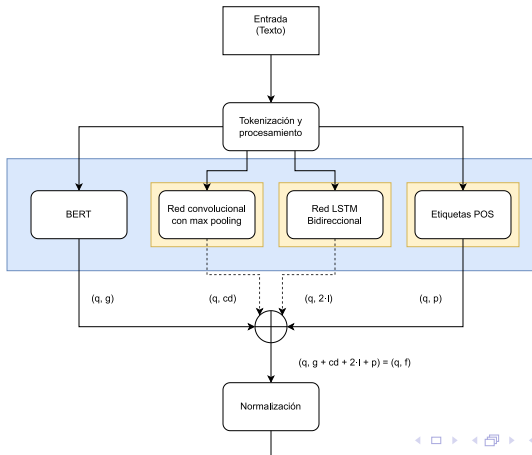 Entrada
(Texto)
Tokenización y
procesamiento
BERT
Red convolucional
con max pooling
Red LSTM
Bidireccional
Etiquetas POS
(q, g)
(q, cd)
(q, 2·l)
(q, p)
(q, g + cd + 2·l + p) = (q, f)
Normalización